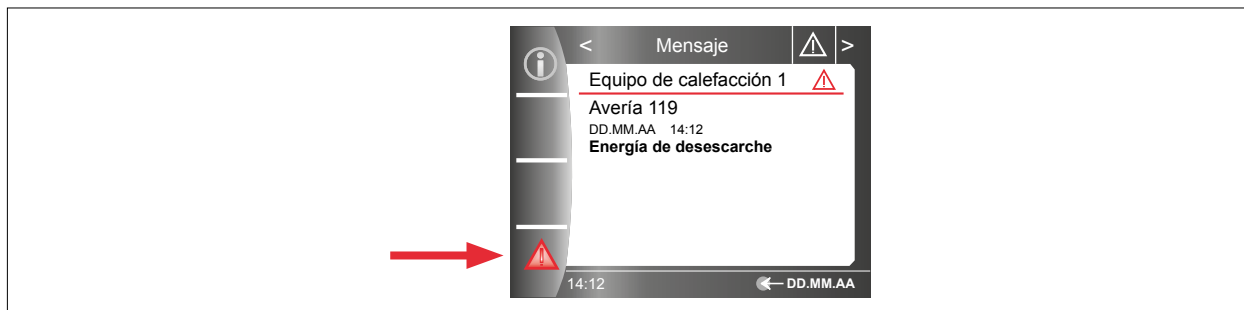 < Mensaje >
Equipo de calefacción 1
Avería 119
DD.MM.AA 14:12
Energía de desescarche
14:12 DD.MM.AA